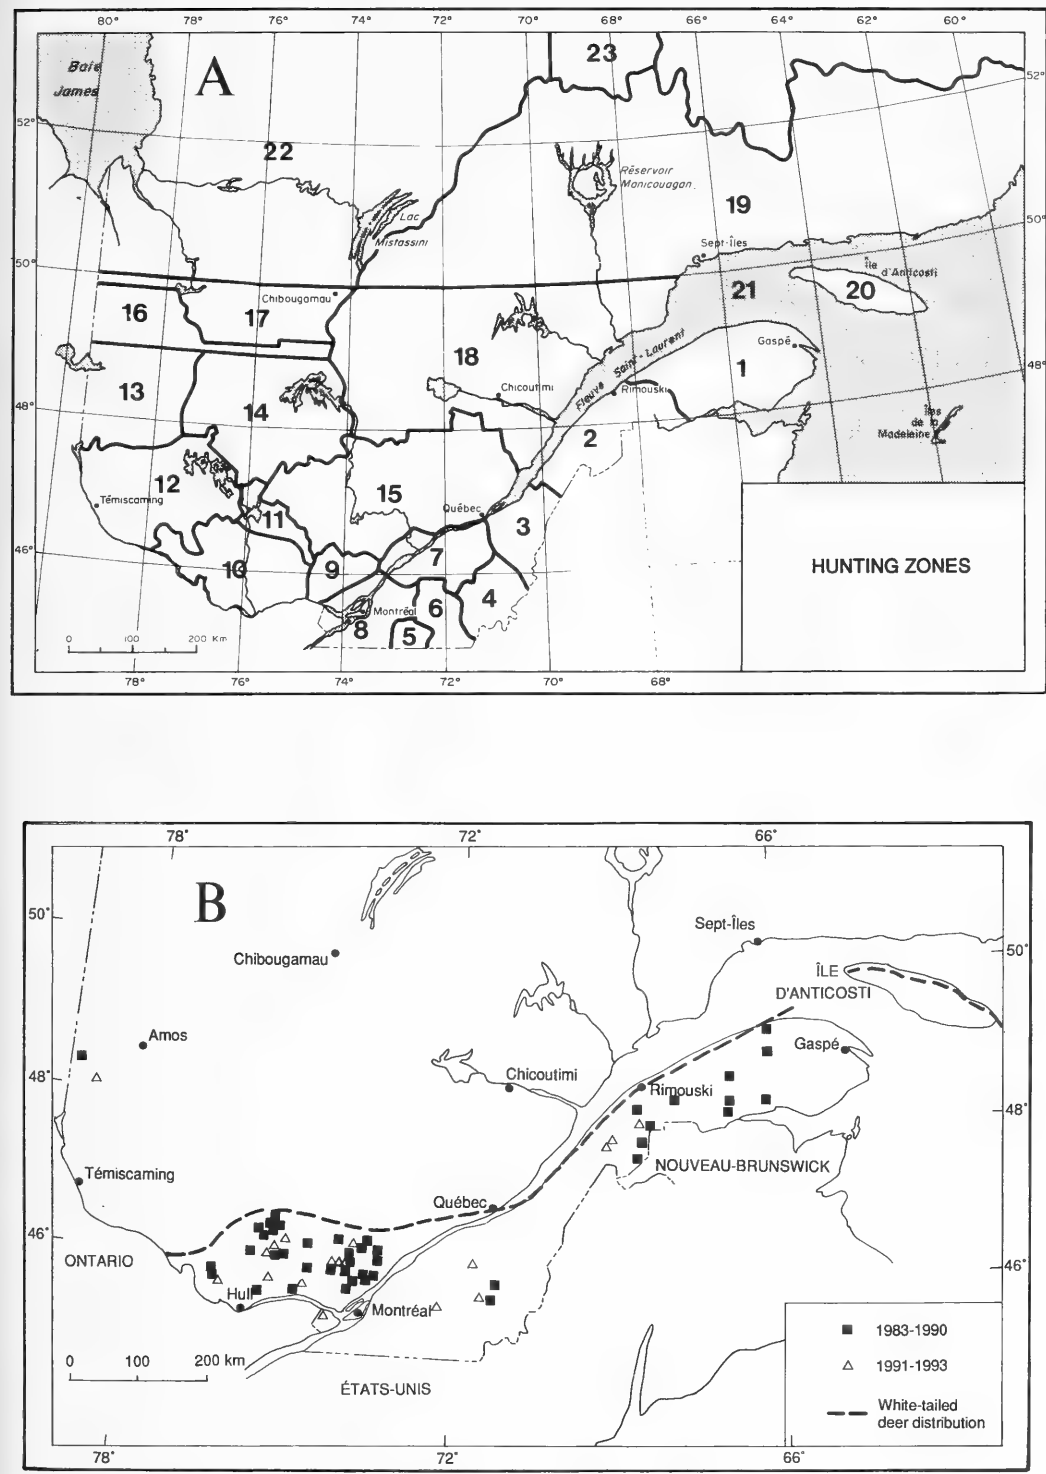 80° 78° 76° 74° 72° 70° 68° 66° 64° 62° 60°
A
23
Baie
James
52°
52°
22
Réservoir
Manicouagan
19
Lac
Mistassini
Sept-Îles
50°
50°
Île
d'Anticosti
21
20
Chibougamau
16
17
18
Fleuve Saint-Laurent
Gaspé
1
48°
13
14
Chicoutimi
Rimouski
48°
Îles
de la
Madeleine
2
12
15
Témiscaming
Québec
11
3
46°
7
10
9
HUNTING ZONES
4
6
Montréal
8
5
0 100 200 Km
78° 76° 74° 72° 70° 68°
78° 72° 66°
B
50°
Sept-Îles
50°
Chibougamau
ÎLE
D'ANTICOSTI
Amos
Gaspé
48°
Chicoutimi
Rimouski
48°
Témiscaming
NOUVEAU-BRUNSWICK
Québec
46°
ONTARIO
46°
Hull
Montréal
1983-1990
0 100 200 km
1991-1993
ÉTATS-UNIS
White-tailed
deer distribution
78° 72° 66°